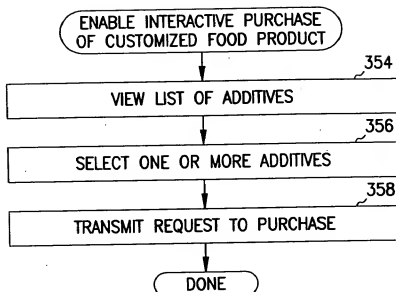 ENABLE INTERACTIVE PURCHASE
OF CUSTOMIZED FOOD PRODUCT
354
VIEW LIST OF ADDITIVES
356
SELECT ONE OR MORE ADDITIVES
358
TRANSMIT REQUEST TO PURCHASE
DONE